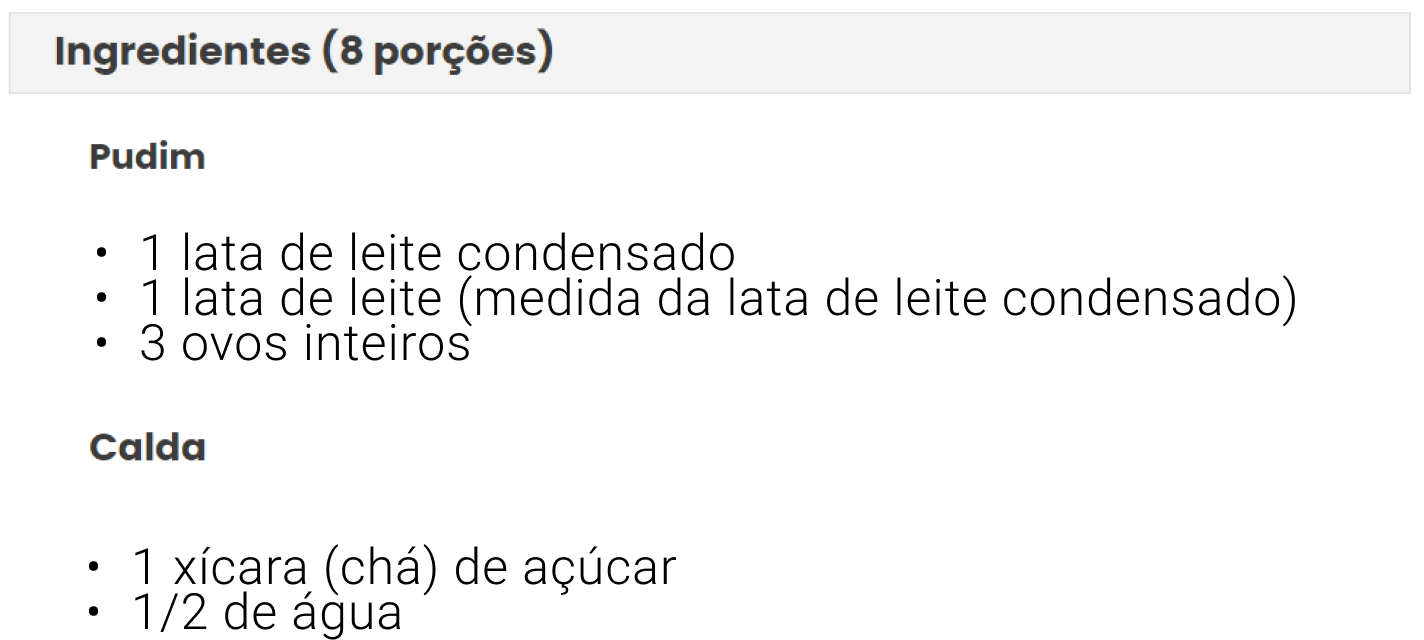 Ingredientes (8 porções)
Pudim
• 1 lata de leite condensado
• 1 lata de leite (medida da lata de leite condensado)
• 3 ovos inteiros
Calda
• 1 xícara (chá) de açúcar
• 1/2 de água